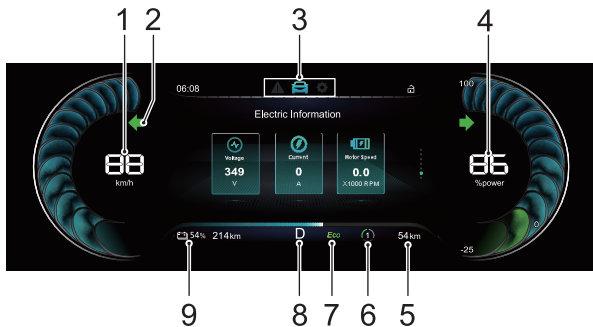 1 2 3 4
06:08
100
Electric Information
88
km/h
Voltage
349
V
Current
0
A
Motor Speed
0.0
X1000 RPM
86
%power
0
-25
54% 214km D Eco 1 54km
9 8 7 6 5